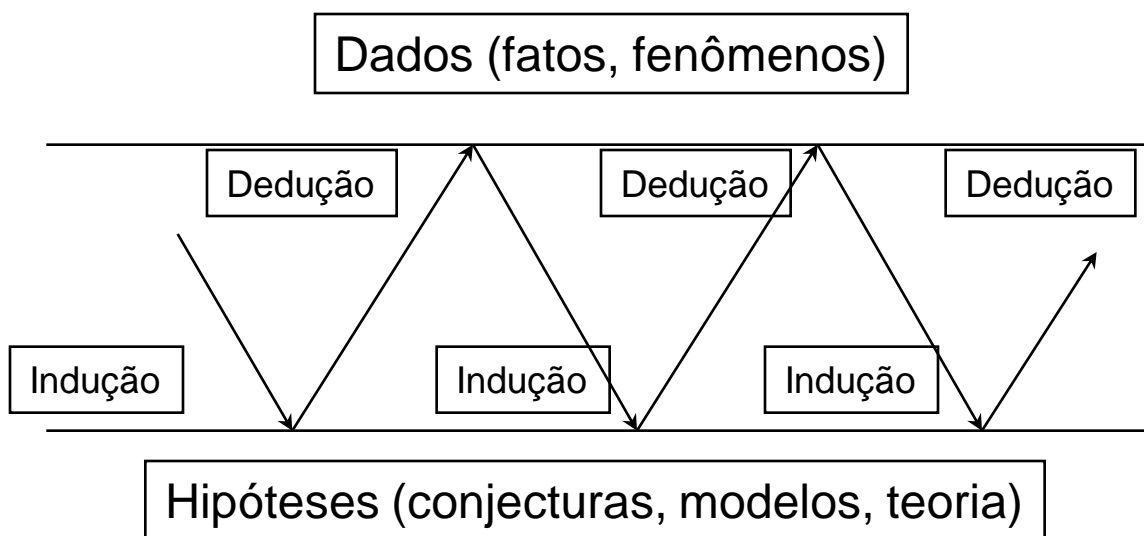 Dados (fatos, fenômenos)
Dedução Dedução Dedução
Indução Indução Indução
Hipóteses (conjecturas, modelos, teoria)